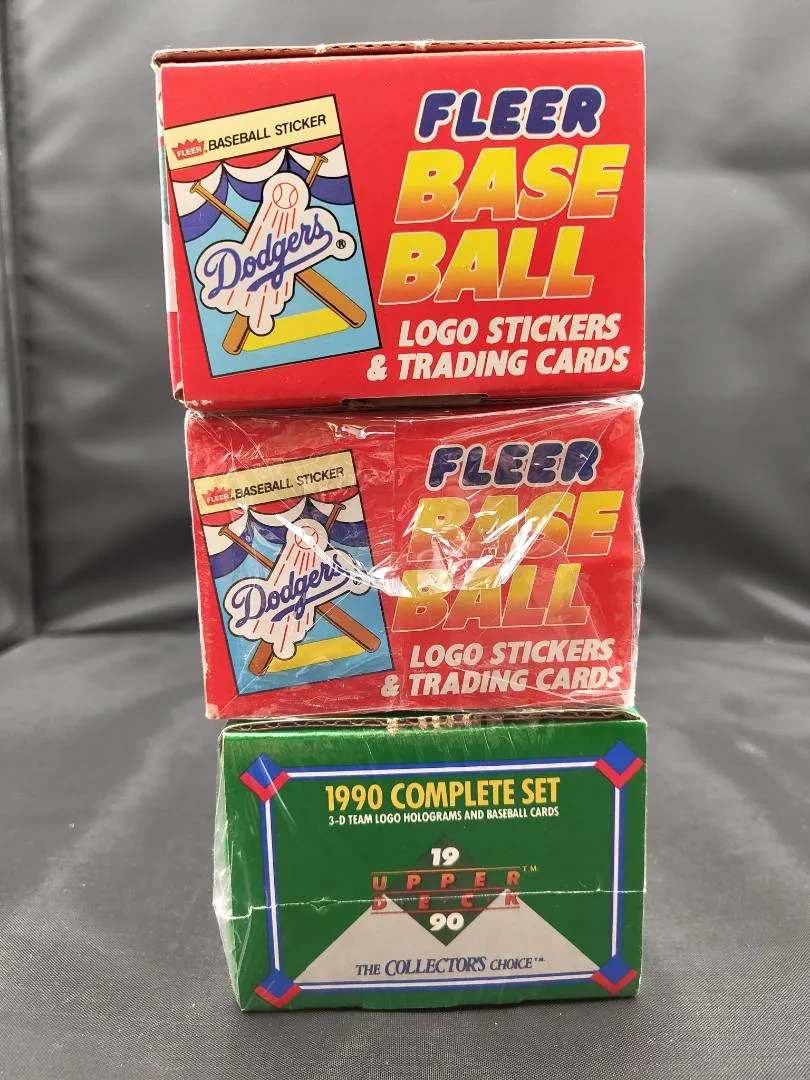 FLEER
BASEBALL STICKER
Dodgers®
FLEER
BASE
BALL
LOGO STICKERS
& TRADING CARDS
FLEER
BASEBALL STICKER
Dodgers
FLEER
BASE
BALL
LOGO STICKERS
& TRADING CARDS
1990 COMPLETE SET
3-D TEAM LOGO HOLOGRAMS AND BASEBALL CARDS
19
UPPER T.M.
DECK
90
THE COLLECTOR'S CHOICE T.M.